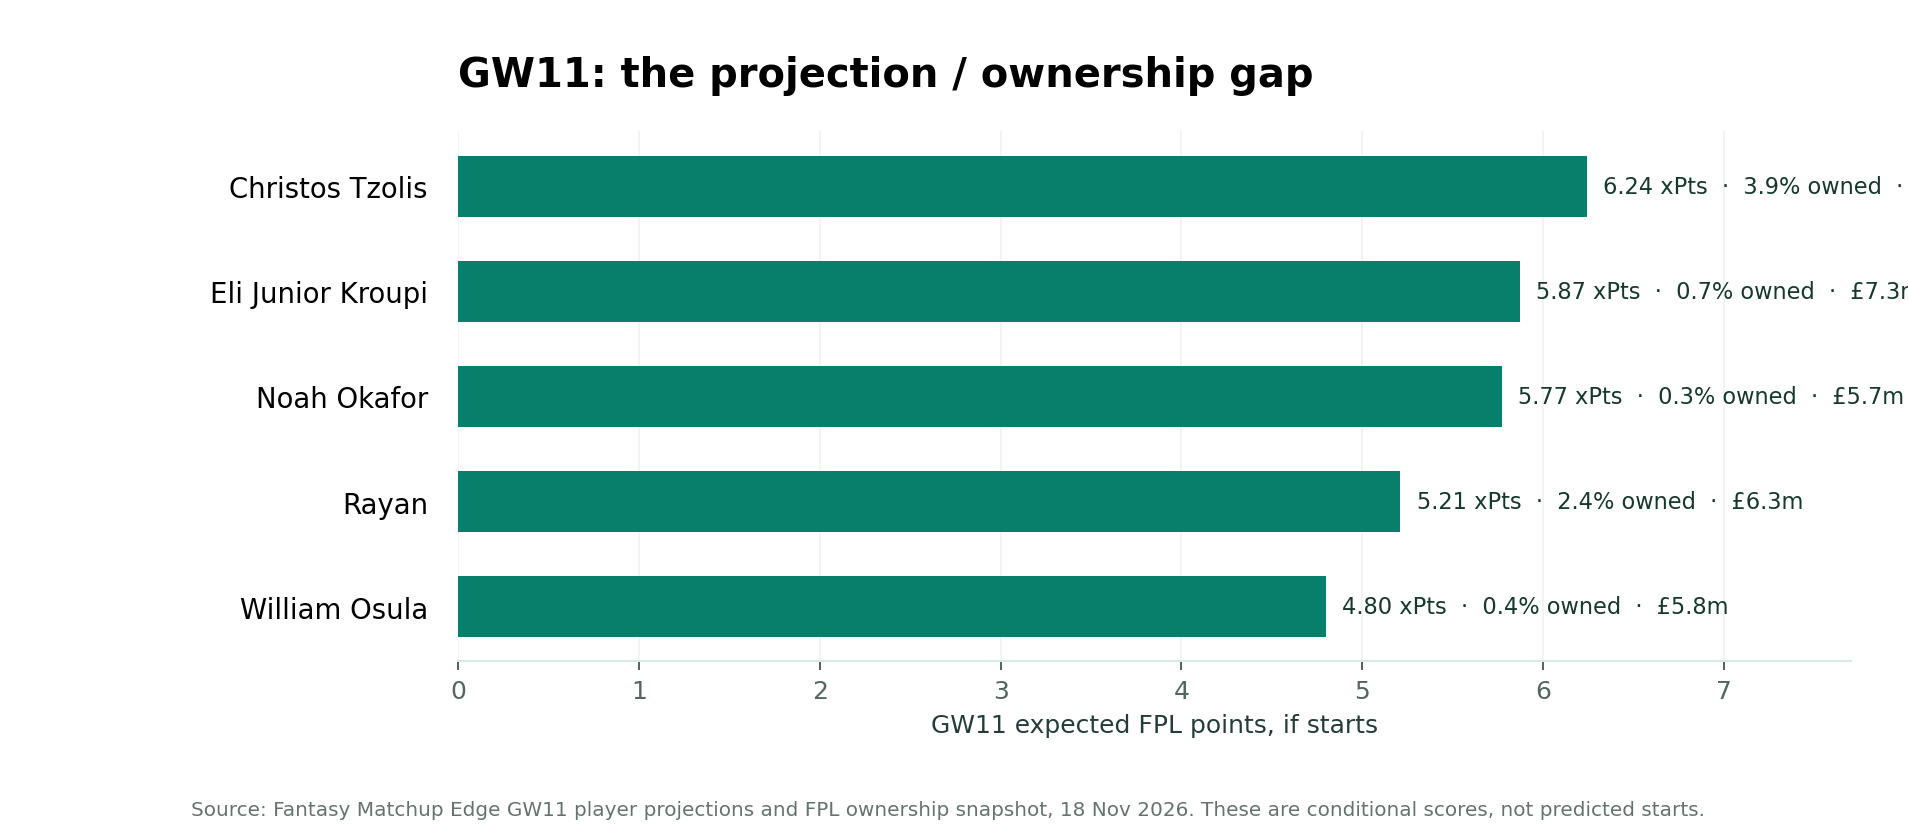 GW11: the projection / ownership gap
Christos Tzolis 6.24 xPts · 3.9% owned ·
Eli Junior Kroupi 5.87 xPts · 0.7% owned ·
Noah Okafor 5.77 xPts · 0.3% owned · £5.7m
Rayan 5.21 xPts · 2.4% owned · £6.3m
William Osula 4.80 xPts · 0.4% owned · £5.8m
0 1 2 3 4 5 6 7
GW11 expected FPL points, if starts
Source: Fantasy Matchup Edge GW11 player projections and FPL ownership snapshot, 18 Nov 2026. These are conditional scores, not predicted starts.